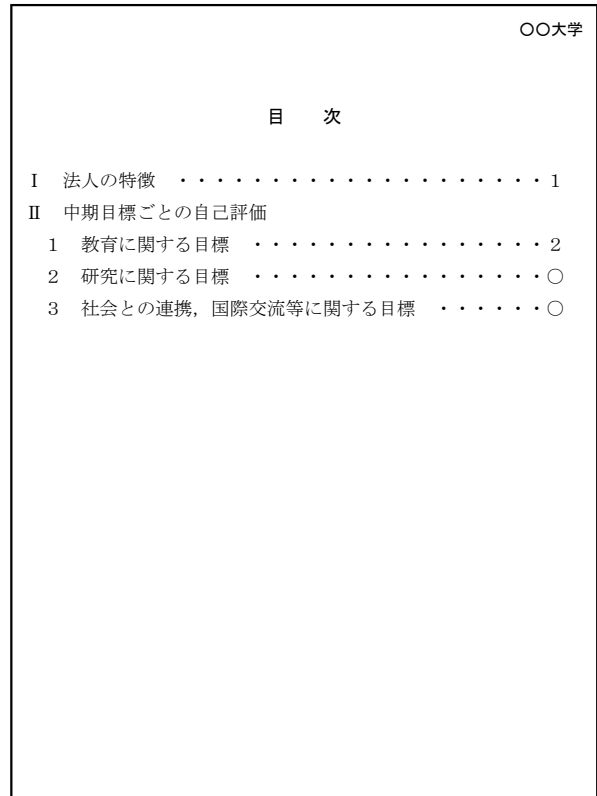 ○○大学
目　次
Ⅰ　法人の特徴　・・・・・・・・・・・・・・・・・・・・１
Ⅱ　中期目標ごとの自己評価
１　教育に関する目標　・・・・・・・・・・・・・・・・２
２　研究に関する目標　・・・・・・・・・・・・・・・・○
３　社会との連携，国際交流等に関する目標　・・・・・・○